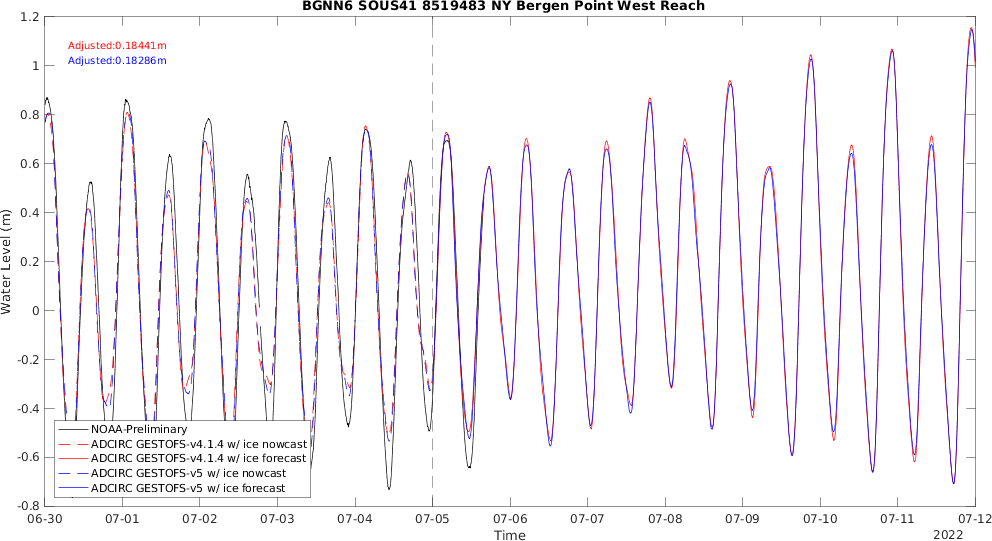 BGNN6 SOUS41 8519483 NY Bergen Point West Reach
Adjusted:0.18441m
Adjusted:0.18286m
Water Level (m)
1.2
1
0.8
0.6
0.4
0.2
0
-0.2
-0.4
-0.6
-0.8
NOAA-Preliminary
ADCIRC GESTOFS-v4.1.4 w/ ice nowcast
ADCIRC GESTOFS-v4.1.4 w/ ice forecast
ADCIRC GESTOFS-v5 w/ ice nowcast
ADCIRC GESTOFS-v5 w/ ice forecast
06-30 07-01 07-02 07-03 07-04 07-05 07-06 07-07 07-08 07-09 07-10 07-11 07-12
Time
2022